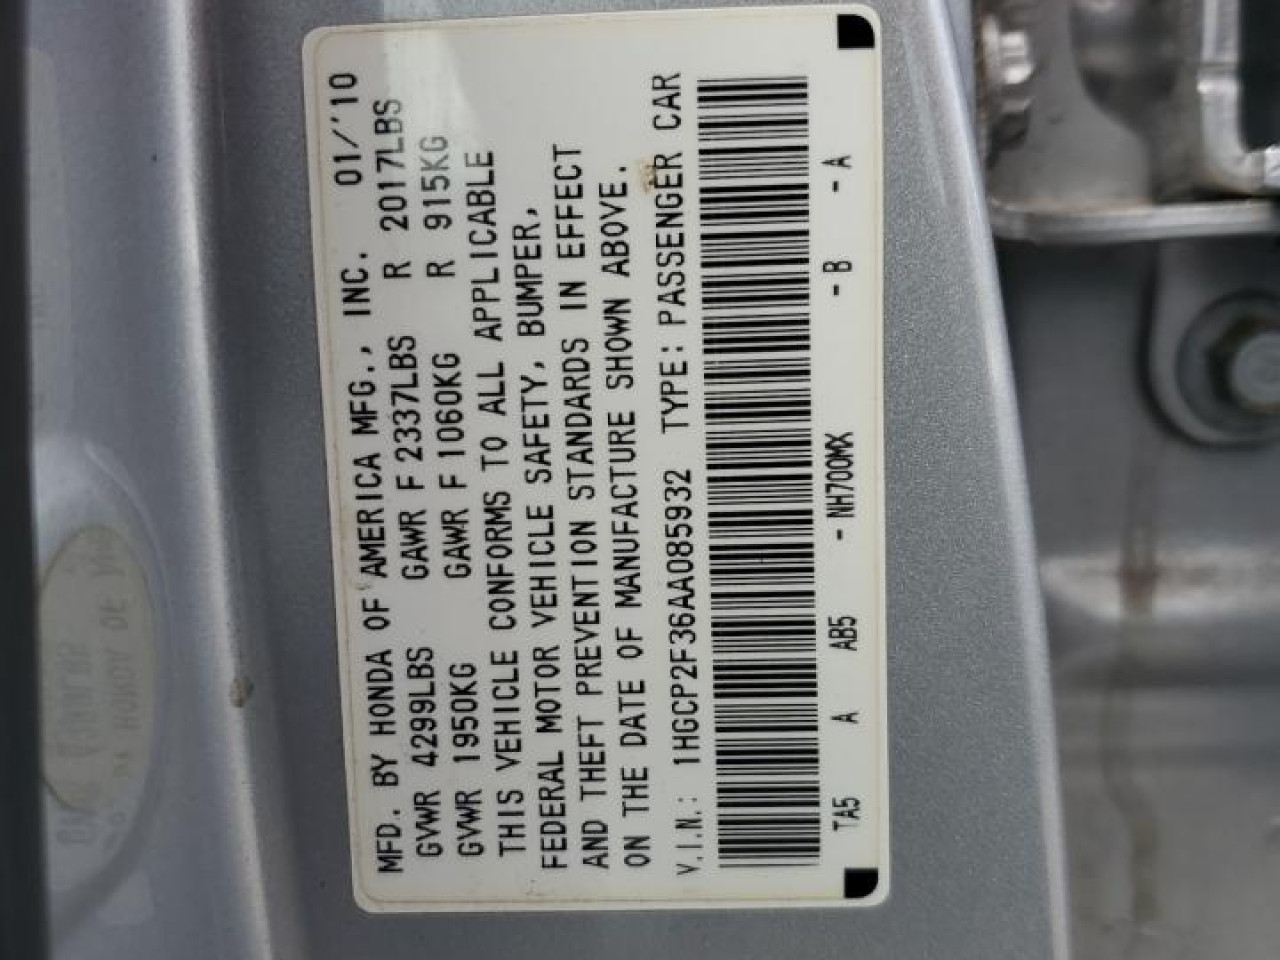 MFD. BY HONDA OF AMERICA MFG., INC. 01/'10
GVWR 4299LBS GAWR F 2337LBS R 2017LBS
GVWR 1950KG GAWR F 1060KG R 915KG
THIS VEHICLE CONFORMS TO ALL APPLICABLE
FEDERAL MOTOR VEHICLE SAFETY, BUMPER,
AND THEFT PREVENTION STANDARDS IN EFFECT
ON THE DATE OF MANUFACTURE SHOWN ABOVE.
V.I.N.: 1HGCP2F36AA085932 TYPE: PASSENGER CAR
TA5 A AB5 - NH700MX - B - A